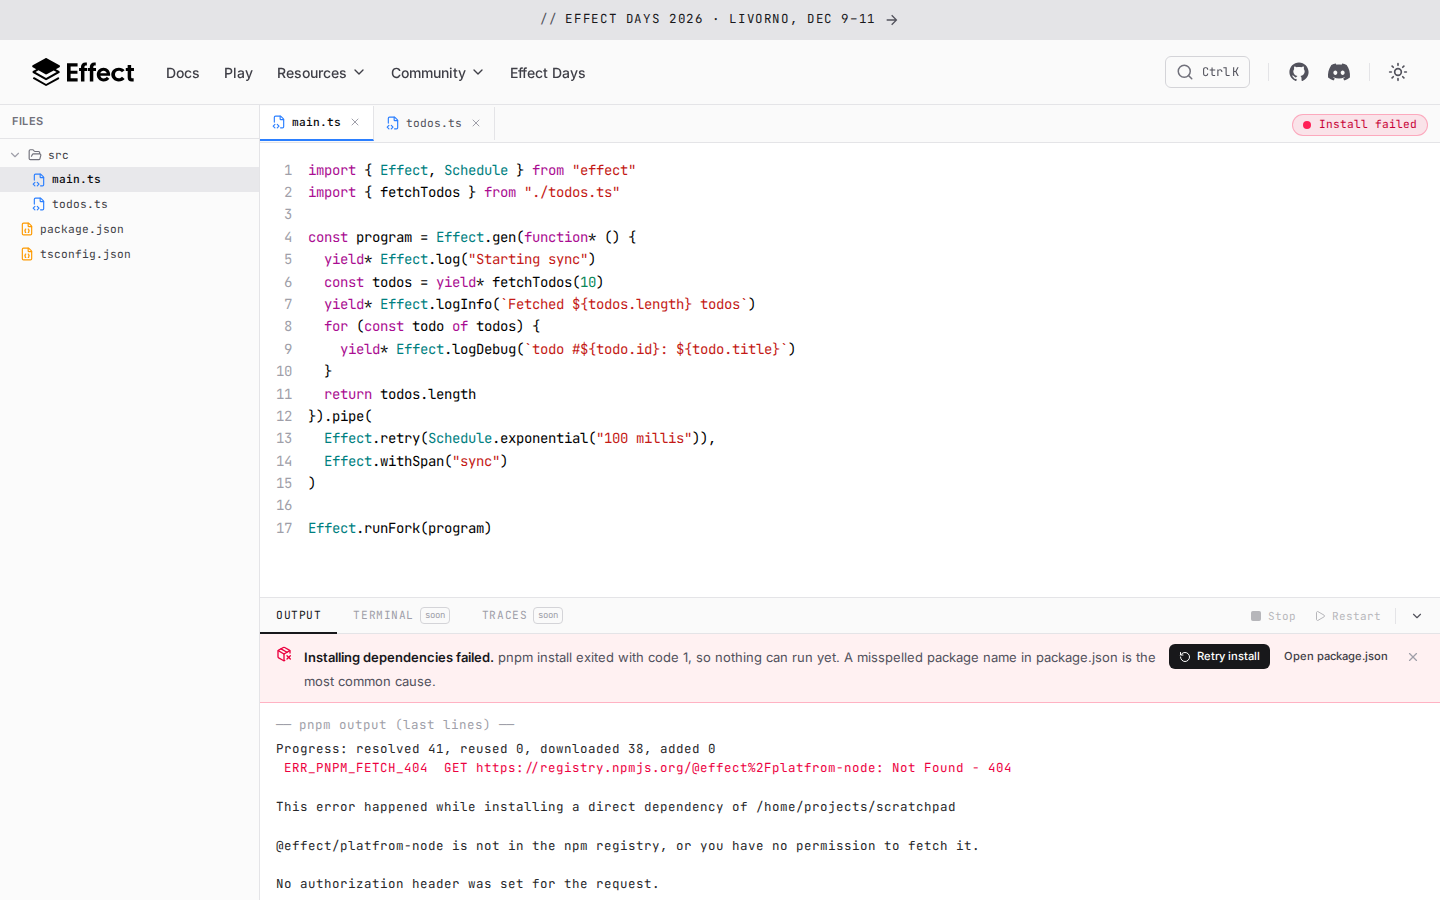 // EFFECT DAYS 2026 · LIVORNO, DEC 9–11
Effect
Docs
Play
Resources
Community
Effect Days
Ctrl K
FILES
src
main.ts
todos.ts
package.json
tsconfig.json
main.ts
todos.ts
Install failed
1 import { Effect, Schedule } from "effect"
2 import { fetchTodos } from "./todos.ts"
3
4 const program = Effect.gen(function* () {
5   yield* Effect.log("Starting sync")
6   const todos = yield* fetchTodos(10)
7   yield* Effect.logInfo(`Fetched ${todos.length} todos`)
8   for (const todo of todos) {
9     yield* Effect.logDebug(`todo #${todo.id}: ${todo.title}`)
10   }
11   return todos.length
12 }).pipe(
13   Effect.retry(Schedule.exponential("100 millis")),
14   Effect.withSpan("sync")
15 )
16
17 Effect.runFork(program)
OUTPUT
TERMINAL soon
TRACES soon
Stop
Restart
Installing dependencies failed. pnpm install exited with code 1, so nothing can run yet. A misspelled package name in package.json is the
most common cause.
Retry install
Open package.json
── pnpm output (last lines) ──
Progress: resolved 41, reused 0, downloaded 38, added 0
ERR_PNPM_FETCH_404  GET https://registry.npmjs.org/@effect%2Fplatfrom-node: Not Found - 404
This error happened while installing a direct dependency of /home/projects/scratchpad
@effect/platfrom-node is not in the npm registry, or you have no permission to fetch it.
No authorization header was set for the request.